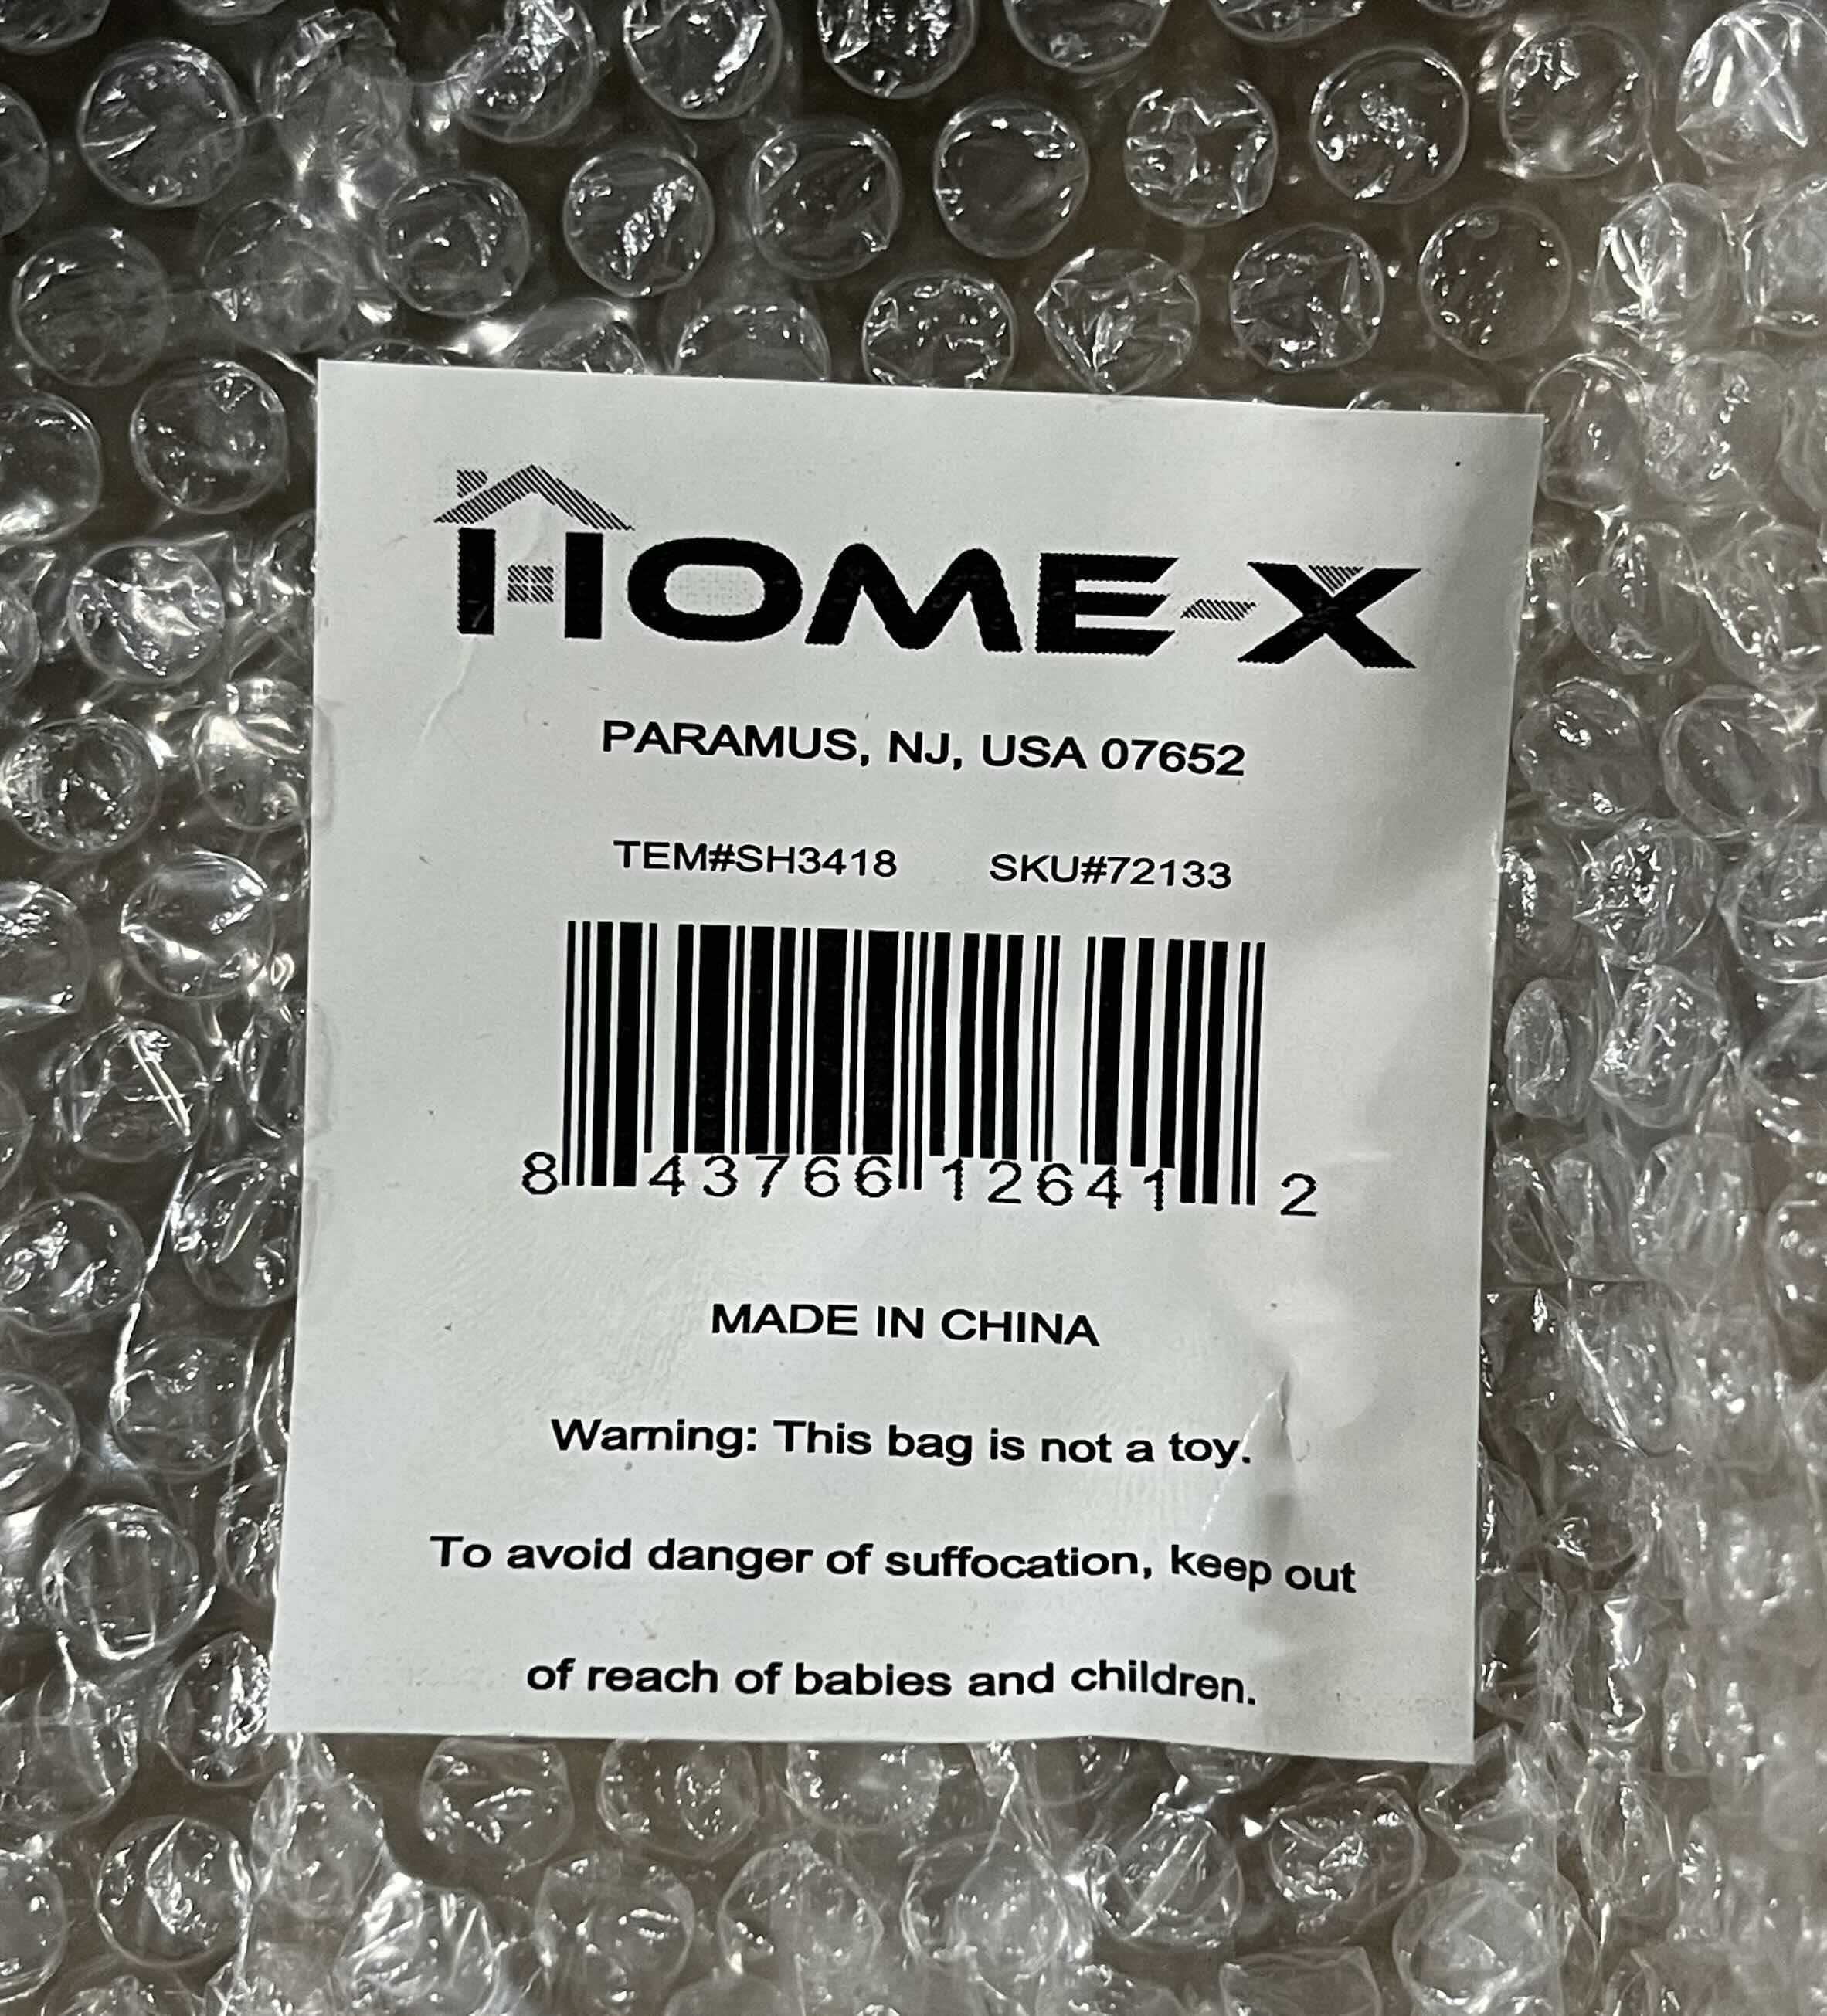 HOME-X
PARAMUS, NJ, USA 07652
TEM#SH3418 SKU#72133
8 43766 12641 2
MADE IN CHINA
Warning: This bag is not a toy.
To avoid danger of suffocation, keep out
of reach of babies and children.